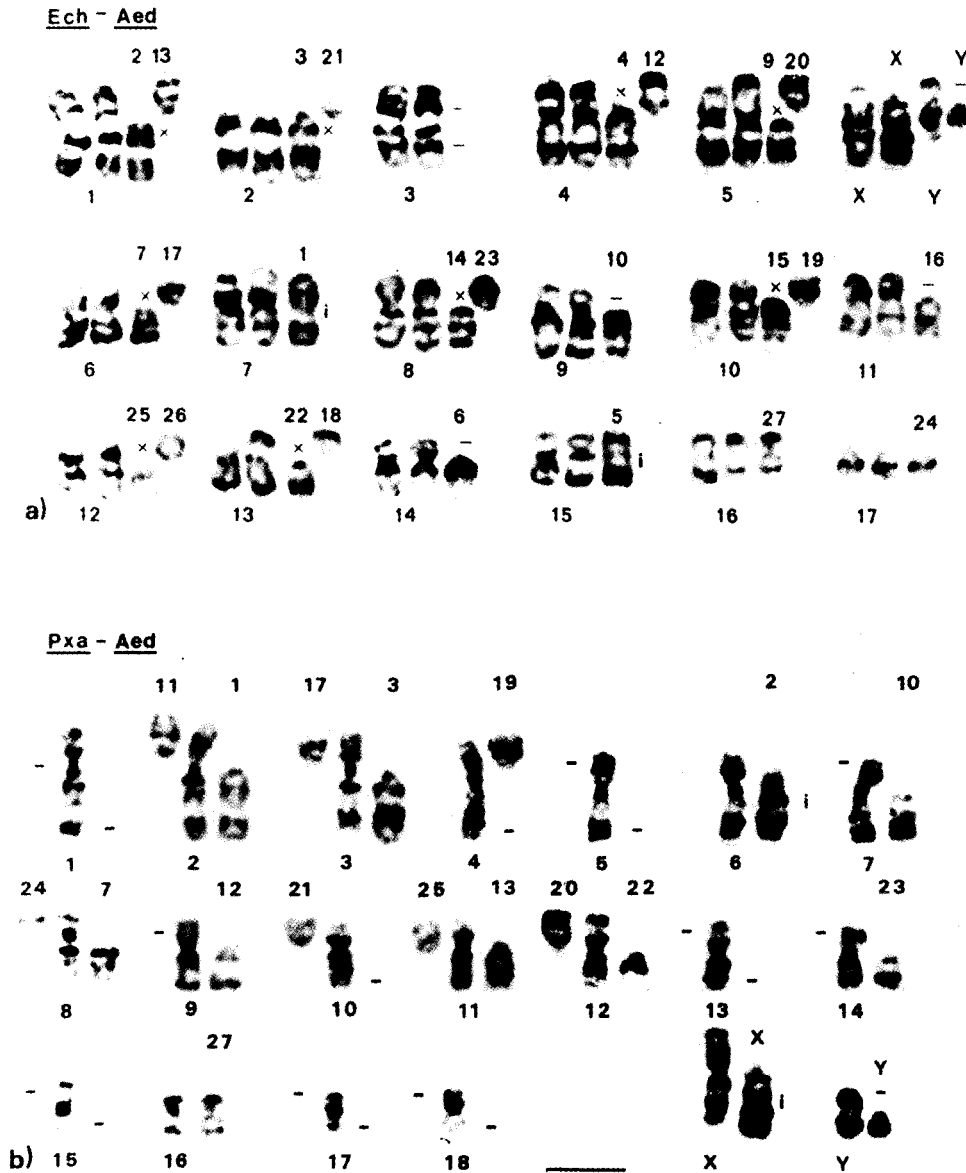 Ech - Aed
2 13 3 21 4 12 9 20 X Y
× × - × × -
-
1 2 3 4 5 X Y
7 17 1 14 23 10 15 19 16
× i × - × -
6 7 8 9 10 11
25 26 22 18 6 5 27 24
× × - i
a) 12 13 14 15 16 17
Pxa - Aed
11 1 17 3 19 2 10
- - i -
- - -
1 2 3 4 5 6 7
24 7 12 21 25 13 20 22 23
- - -
- -
8 9 10 11 12 13 14
27 X Y
- - - - i
- - -
b) 15 16 17 18 X Y